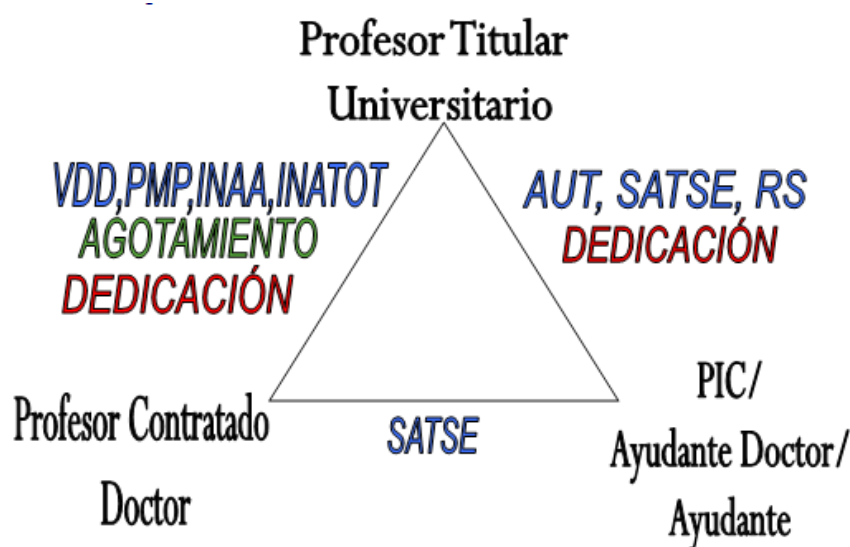 Profesor Titular
Universitario
VDD,PMP,INAA,INATOT
AGOTAMIENTO
DEDICACIÓN
AUT, SATSE, RS
DEDICACIÓN
Profesor Contratado
Doctor
SATSE
PIC/
Ayudante Doctor/
Ayudante